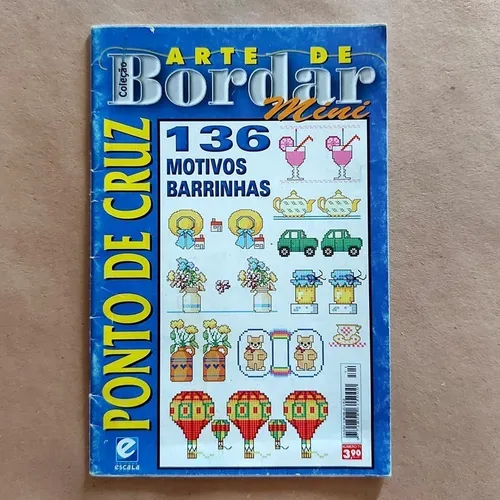 Coleção
ARTE DE
Bordar
Mini
PONTO DE CRUZ
136
MOTIVOS
BARRINHAS
e
escala
3,90